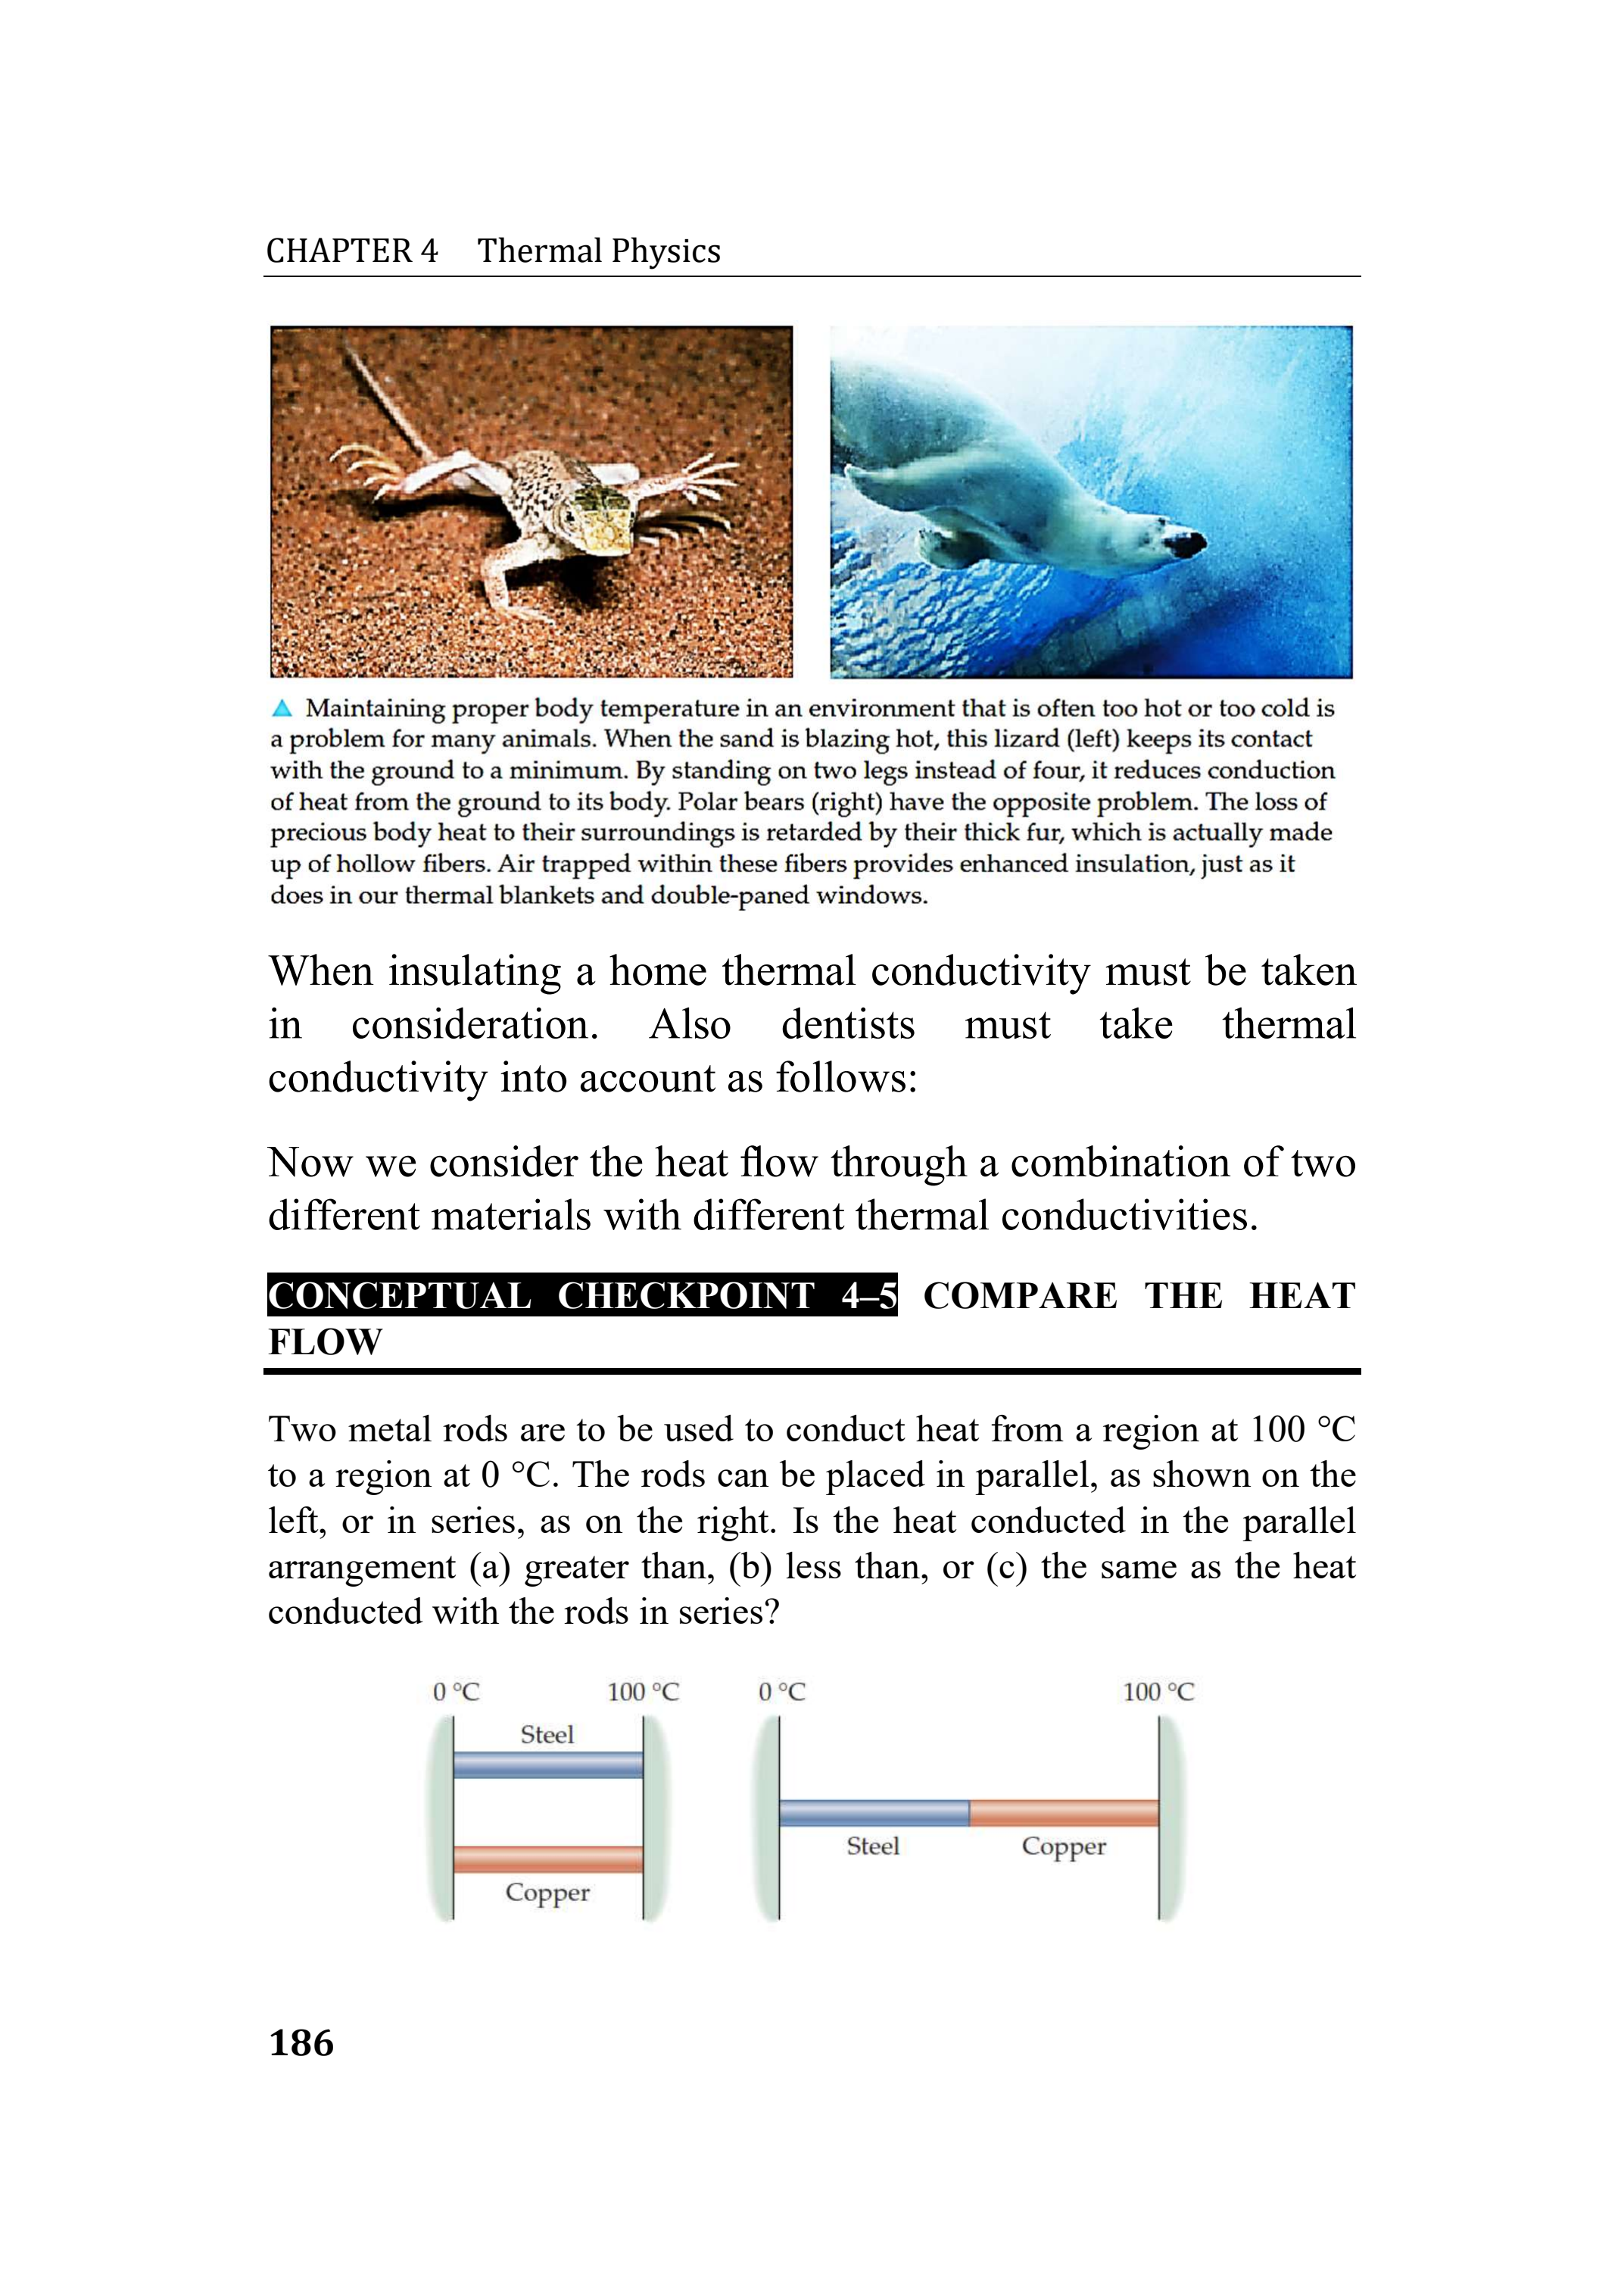 CHAPTER 4 Thermal Physics
▲ Maintaining proper body temperature in an environment that is often too hot or too cold is
a problem for many animals. When the sand is blazing hot, this lizard (left) keeps its contact
with the ground to a minimum. By standing on two legs instead of four, it reduces conduction
of heat from the ground to its body. Polar bears (right) have the opposite problem. The loss of
precious body heat to their surroundings is retarded by their thick fur, which is actually made
up of hollow fibers. Air trapped within these fibers provides enhanced insulation, just as it
does in our thermal blankets and double-paned windows.
When insulating a home thermal conductivity must be taken
in consideration. Also dentists must take thermal
conductivity into account as follows:
Now we consider the heat flow through a combination of two
different materials with different thermal conductivities.
CONCEPTUAL CHECKPOINT 4–5 COMPARE THE HEAT
FLOW
Two metal rods are to be used to conduct heat from a region at 100 °C
to a region at 0 °C. The rods can be placed in parallel, as shown on the
left, or in series, as on the right. Is the heat conducted in the parallel
arrangement (a) greater than, (b) less than, or (c) the same as the heat
conducted with the rods in series?
0 °C 100 °C 0 °C 100 °C
Steel
Steel Copper
Copper
186